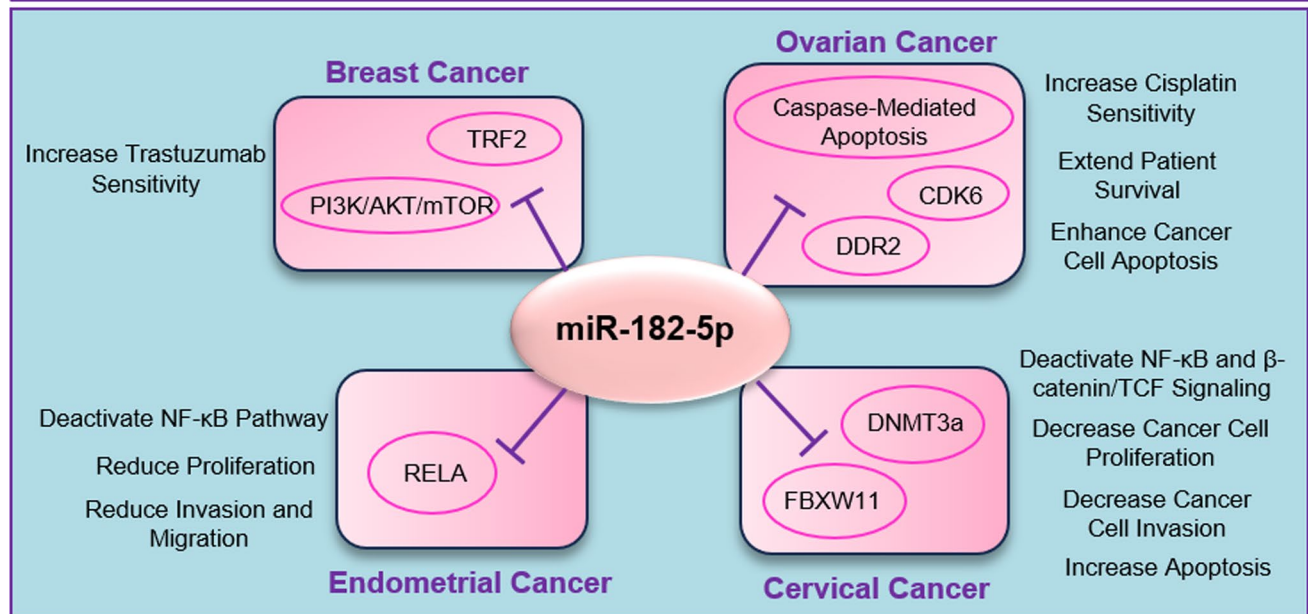 Breast Cancer
TRF2
PI3K/AKT/mTOR
Increase Trastuzumab
Sensitivity
Ovarian Cancer
Caspase-Mediated
Apoptosis
CDK6
DDR2
Increase Cisplatin
Sensitivity
Extend Patient
Survival
Enhance Cancer
Cell Apoptosis
miR-182-5p
Deactivate NF-κB Pathway
Reduce Proliferation
Reduce Invasion and
Migration
RELA
Endometrial Cancer
DNMT3a
FBXW11
Cervical Cancer
Deactivate NF-κB and β-
catenin/TCF Signaling
Decrease Cancer Cell
Proliferation
Decrease Cancer
Cell Invasion
Increase Apoptosis